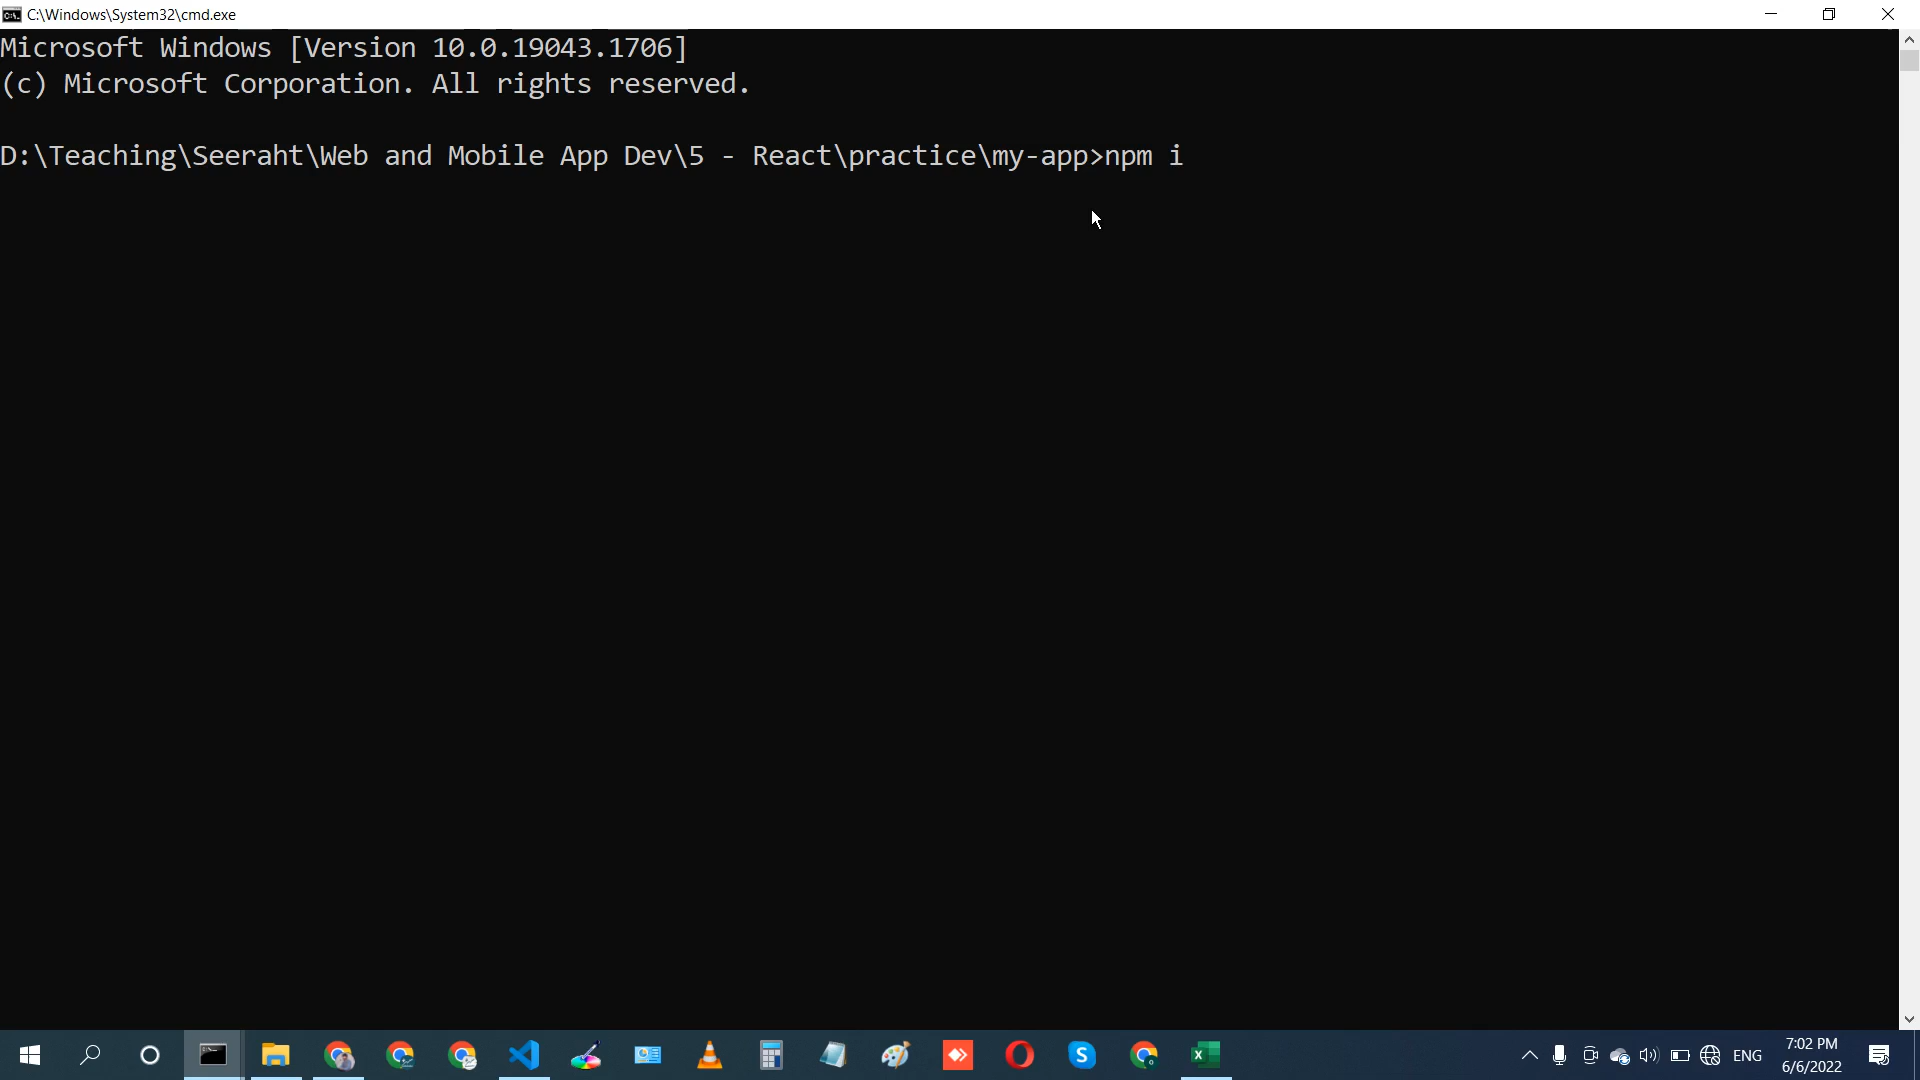 C:\Windows\System32\cmd.exe
Microsoft Windows [Version 10.0.19043.1706]
(c) Microsoft Corporation. All rights reserved.
D:\Teaching\Seeraht\Web and Mobile App Dev\5 - React\practice\my-app>npm i
ENG
7:02 PM
6/6/2022